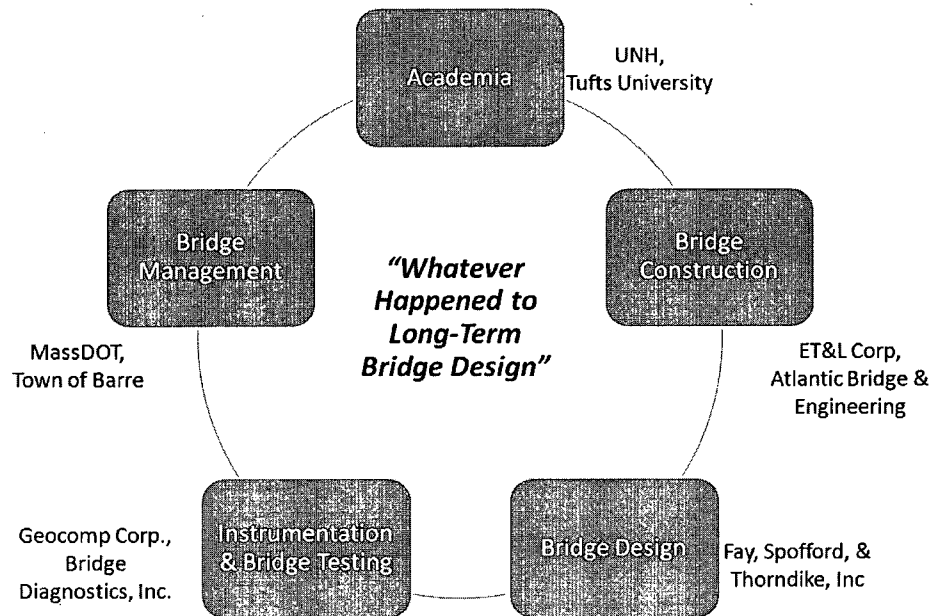 Academia
UNH,
Tufts University
Bridge
Management
Bridge
Construction
"Whatever
Happened to
Long-Term
Bridge Design"
MassDOT,
Town of Barre
ET&L Corp,
Atlantic Bridge &
Engineering
Geocomp Corp.,
Bridge
Diagnostics, Inc.
Instrumentation
& Bridge Testing
Bridge Design
Fay, Spofford, &
Thorndike, Inc